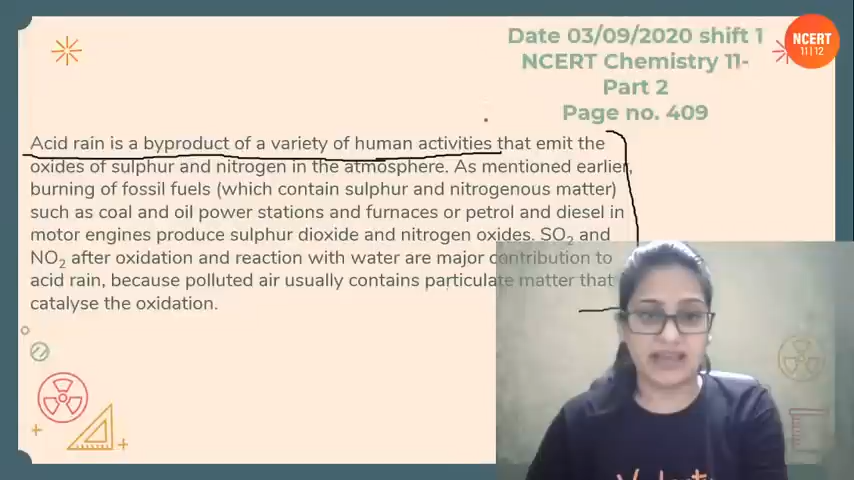 Date 03/09/2020 shift 1
NCERT Chemistry 11-
Part 2
Page no. 409
NCERT
11|12
Acid rain is a byproduct of a variety of human activities that emit the
oxides of sulphur and nitrogen in the atmosphere. As mentioned earlier,
burning of fossil fuels (which contain sulphur and nitrogenous matter)
such as coal and oil power stations and furnaces or petrol and diesel in
motor engines produce sulphur dioxide and nitrogen oxides. SO₂ and
NO₂ after oxidation and reaction with water are major contribution to
acid rain, because polluted air usually contains particulate matter that
catalyse the oxidation.